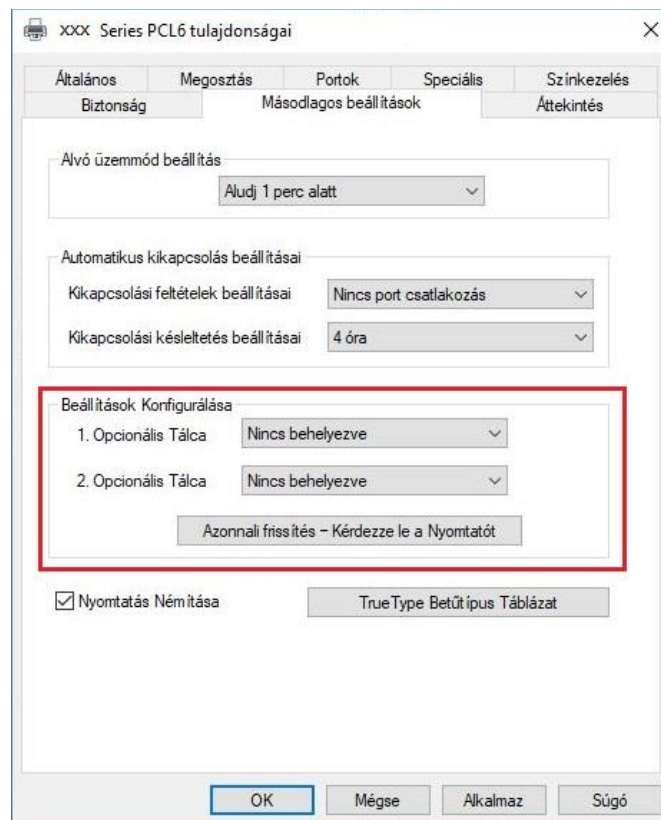 XXX Series PCL6 tulajdonságai
Általános Megosztás Portok Speciális Színkezelés
Biztonság Másodlagos beállítások Áttekintés
Alvó üzemmód beállítás
Aludj 1 perc alatt
Automatikus kikapcsolás beállításai
Kikapcsolási feltételek beállításai Nincs port csatlakozás
Kikapcsolási késleltetés beállításai 4 óra
Beállítások Konfigurálása
1. Opcionális Tálca Nincs behelyezve
2. Opcionális Tálca Nincs behelyezve
Azonnali frissítés – Kérdezze le a Nyomtatót
Nyomtatás Némítása TrueType Betűtípus Táblázat
OK Mégse Alkalmaz Súgó